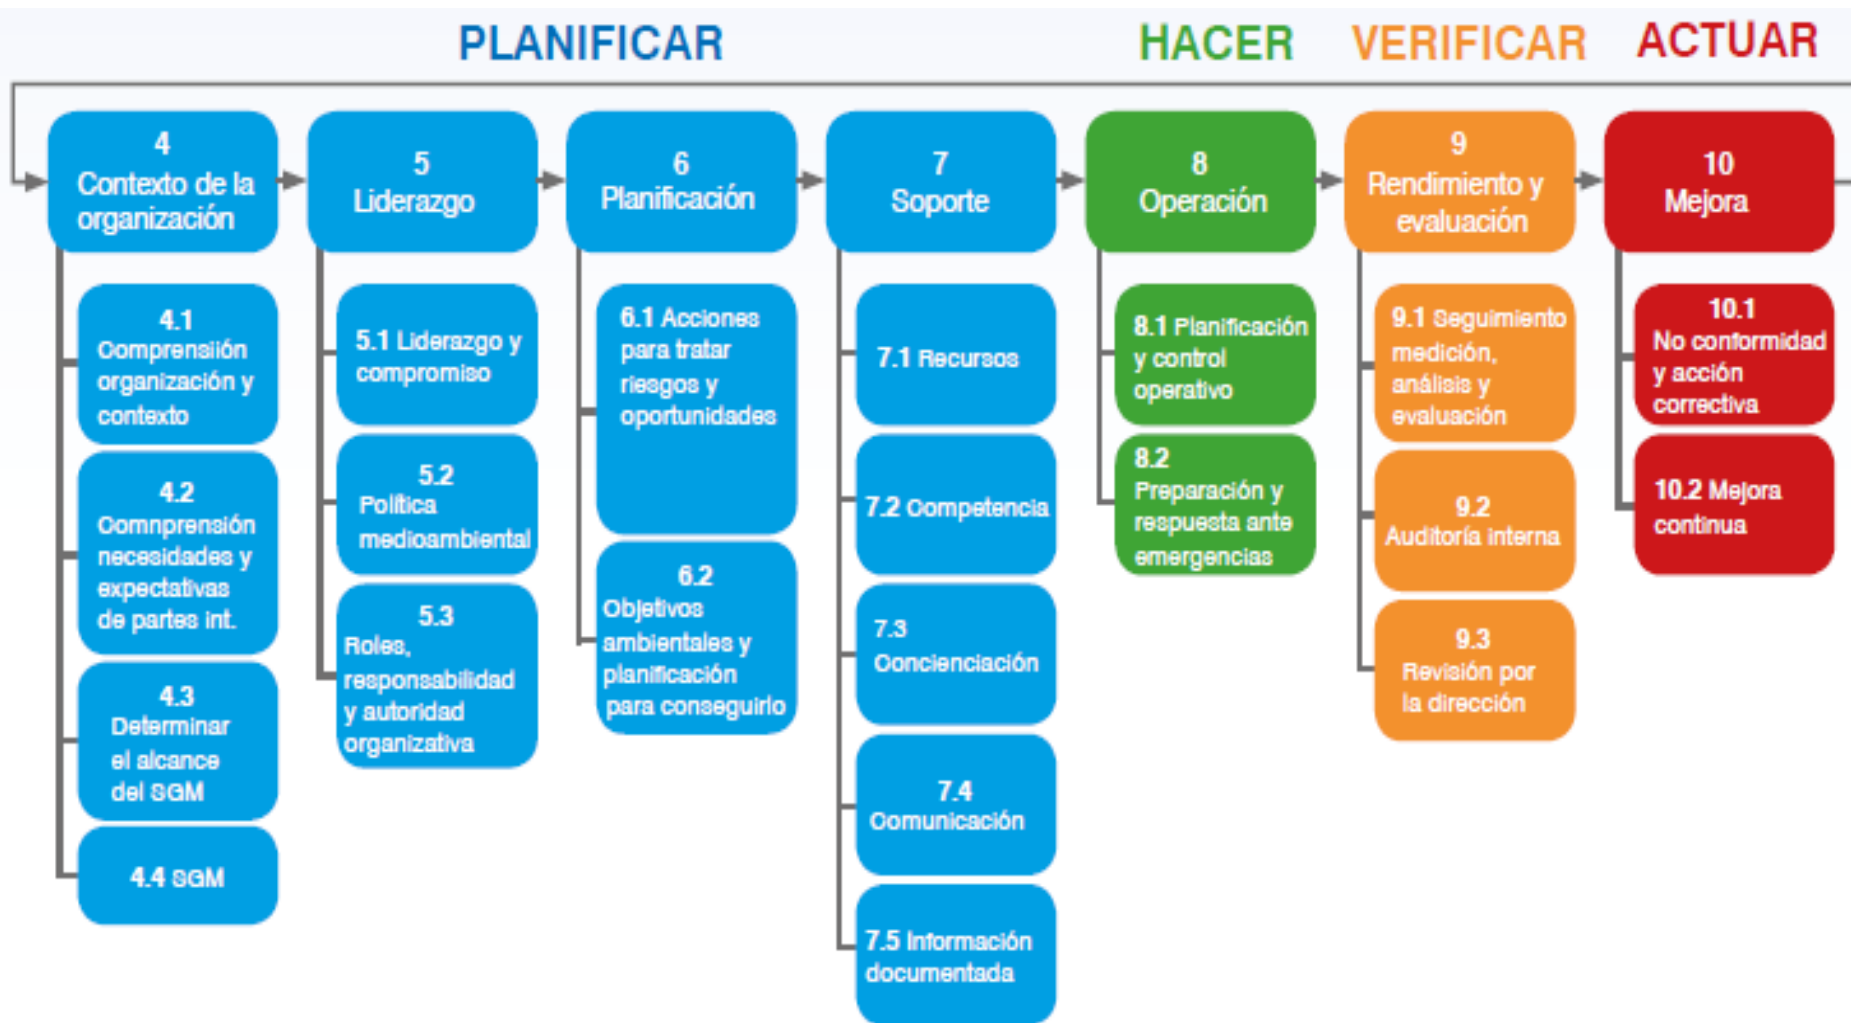 PLANIFICAR
HACER
VERIFICAR
ACTUAR
4
Contexto de la
organización
5
Liderazgo
6
Planificación
7
Soporte
8
Operación
9
Rendimiento y
evaluación
10
Mejora
4.1
Comprensiión
organización y
contexto
4.2
Comnprensión
necesidades y
expectativas
de partes int.
4.3
Determinar
el alcance
del SGM
4.4 SGM
5.1 Liderazgo y
compromiso
5.2
Política
medioambiental
5.3
Roles,
responsabilidad
y autoridad
organizativa
6.1 Acciones
para tratar
riesgos y
oportunidades
6.2
Objetivos
ambientales y
planificación
para conseguirlo
7.1 Recursos
7.2 Competencia
7.3
Concienciación
7.4
Comunicación
7.5 Información
documentada
8.1 Planificación
y control
operativo
8.2
Preparación y
respuesta ante
emergencias
9.1 Seguimiento
medición,
análisis y
evaluación
9.2
Auditoría interna
9.3
Revisión por
la dirección
10.1
No conformidad
y acción
correctiva
10.2 Mejora
continua